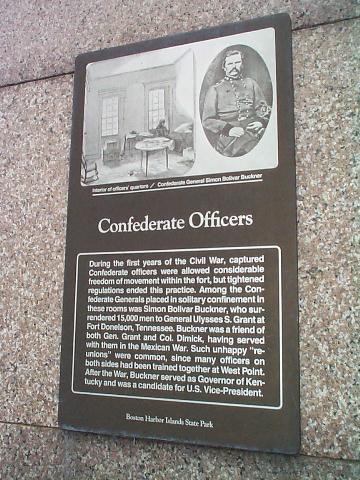 Interior of officers' quarters / Confederate General Simon Bolivar Buckner
Confederate Officers
During the first years of the Civil War, captured
Confederate officers were allowed considerable
freedom of movement within the fort, but tightened
regulations ended this practice. Among the Con-
federate Generals placed in solitary confinement in
these rooms was Simon Bolivar Buckner, who sur-
rendered 15,000 men to General Ulysses S. Grant at
Fort Donelson, Tennessee. Buckner was a friend of
both Gen. Grant and Col. Dimick, having served
with them in the Mexican War. Such unhappy "re-
unions" were common, since many officers on
both sides had been trained together at West Point.
After the War, Buckner served as Governor of Ken-
tucky and was a candidate for U.S. Vice-President.
Boston Harbor Islands State Park